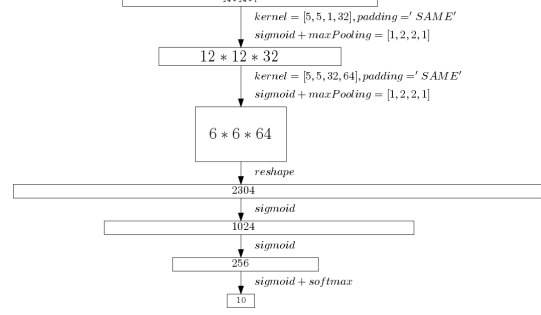 kernel = [5, 5, 1, 32], padding =' SAME'
sigmoid + maxPooling = [1, 2, 2, 1]
12 * 12 * 32
kernel = [5, 5, 32, 64], padding =' SAME'
sigmoid + maxPooling = [1, 2, 2, 1]
6 * 6 * 64
reshape
2304
sigmoid
1024
sigmoid
256
sigmoid + softmax
10